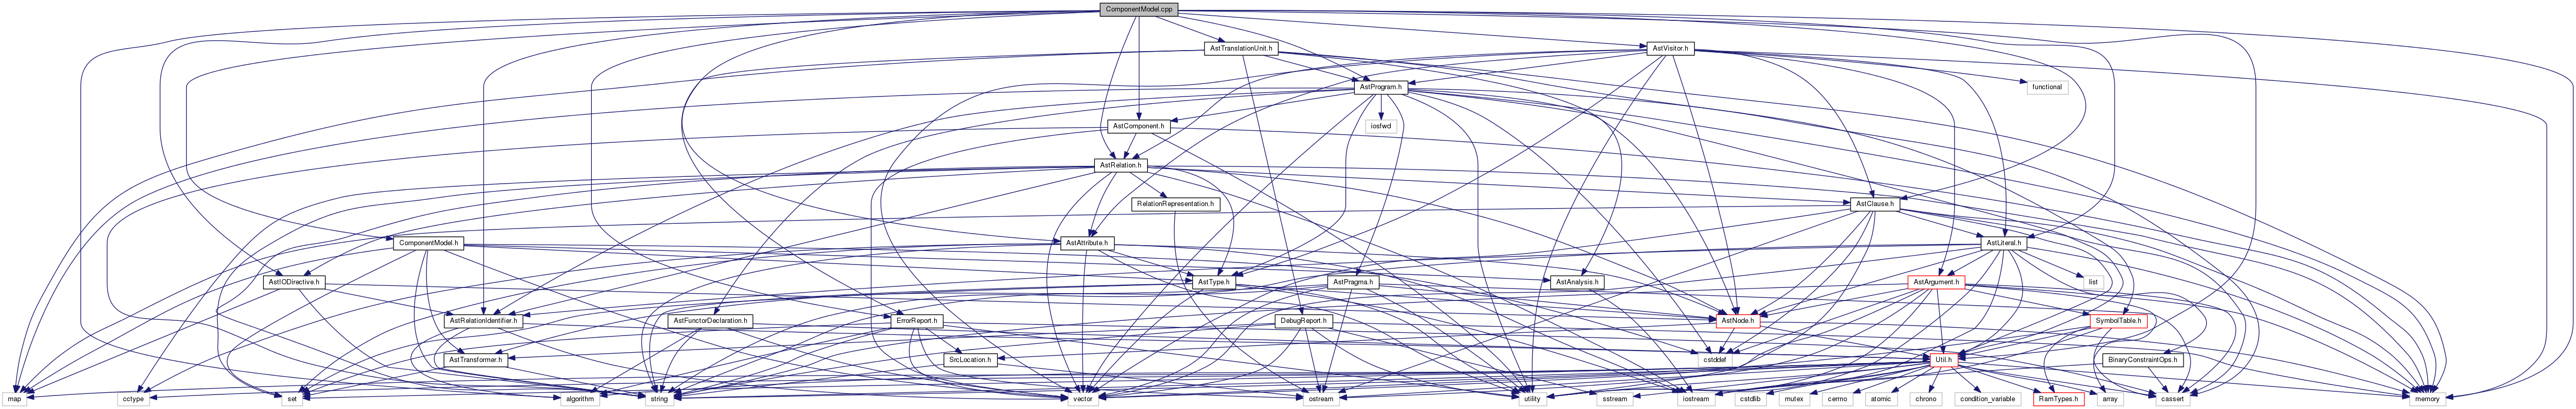 ComponentModel.cpp
AstTranslationUnit.h
AstVisitor.h
AstProgram.h
functional
AstComponent.h
iosfwd
AstRelation.h
RelationRepresentation.h
AstClause.h
ComponentModel.h
AstAttribute.h
AstLiteral.h
AstIODirective.h
AstType.h
AstPragma.h
AstAnalysis.h
AstArgument.h
list
AstRelationIdentifier.h
AstFunctorDeclaration.h
ErrorReport.h
DebugReport.h
AstNode.h
SymbolTable.h
AstTransformer.h
SrcLocation.h
cstddef
Util.h
BinaryConstraintOps.h
map
cctype
set
algorithm
string
vector
ostream
utility
sstream
iostream
cstdlib
mutex
cerrno
atomic
chrono
condition_variable
RamTypes.h
array
cassert
memory